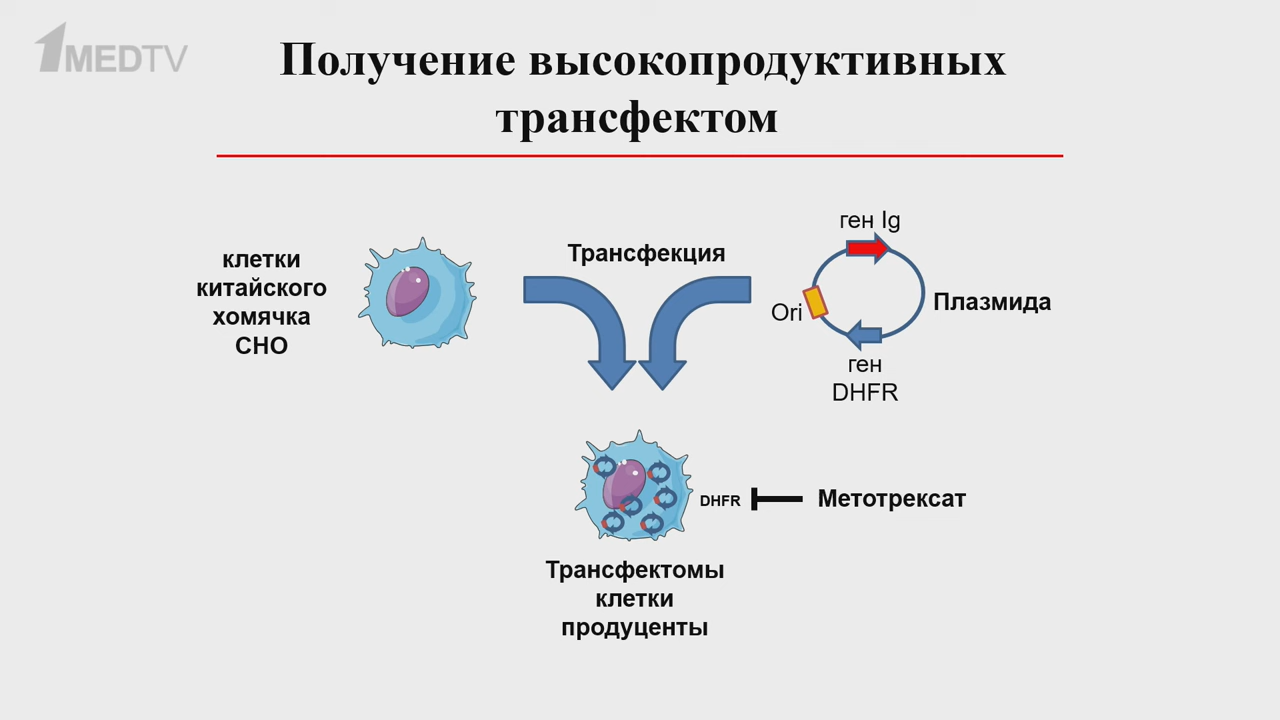 1MEDTV
Получение высокопродуктивных
трансфектом
клетки
китайского
хомячка
CHO
Трансфекция
ген Ig
Ori
Плазмида
ген
DHFR
DHFR
Метотрексат
Трансфектомы
клетки
продуценты